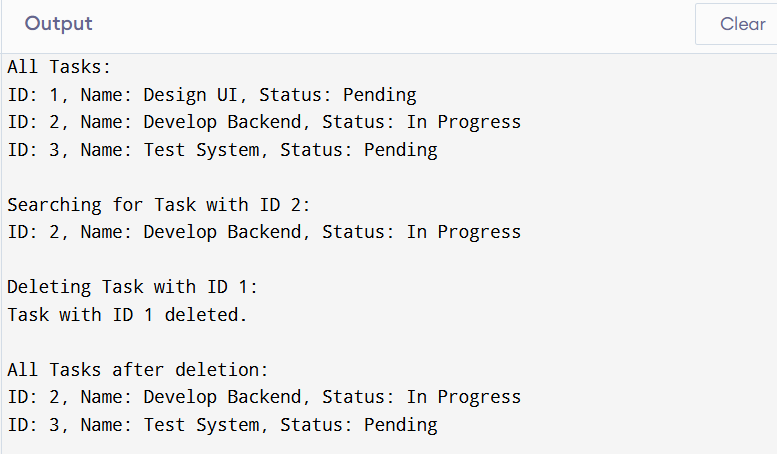 Output
Clear
All Tasks:
ID: 1, Name: Design UI, Status: Pending
ID: 2, Name: Develop Backend, Status: In Progress
ID: 3, Name: Test System, Status: Pending
Searching for Task with ID 2:
ID: 2, Name: Develop Backend, Status: In Progress
Deleting Task with ID 1:
Task with ID 1 deleted.
All Tasks after deletion:
ID: 2, Name: Develop Backend, Status: In Progress
ID: 3, Name: Test System, Status: Pending